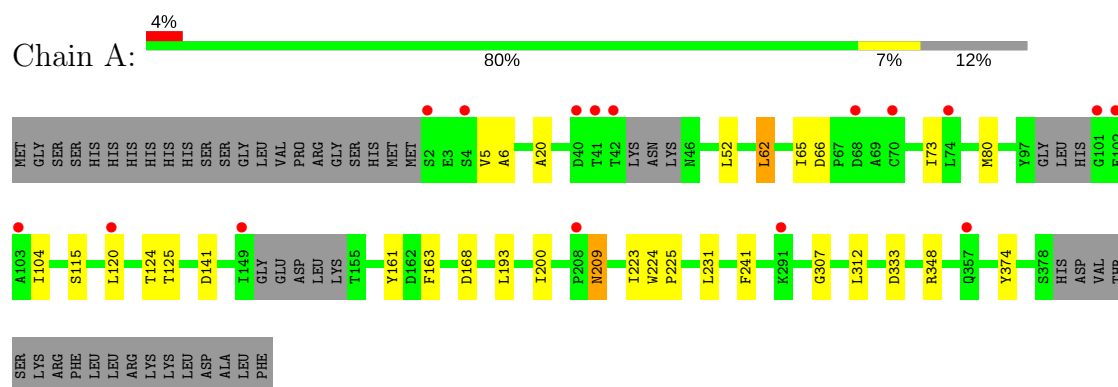 4%
Chain A:
80% 7% 12%
MET GLY SER SER HIS HIS HIS HIS HIS HIS SER SER GLY LEU VAL PRO ARG GLY SER HIS MET MET S2 E3 S4 V5 A6 A20 D40 T41 T42 LYS ASN LYS N46 L52 L62 I65 D66 P67 D68 A69 C70 I73 L74 M80 Y97 GLY LEU HIS G101
A103 I104 S115 L120 T124 T125 D141 I149 GLY GLU ASP LEU LYS T155 Y161 D162 F163 D168 L193 I200 P208 N209 I223 W224 P225 L231 F241 K291 G307 L312 D333 R348 Q357 Y374 S378 HIS ASP VAL THR
SER LYS ARG PHE LEU LEU ARG LYS LYS LEU ASP ALA LEU PHE